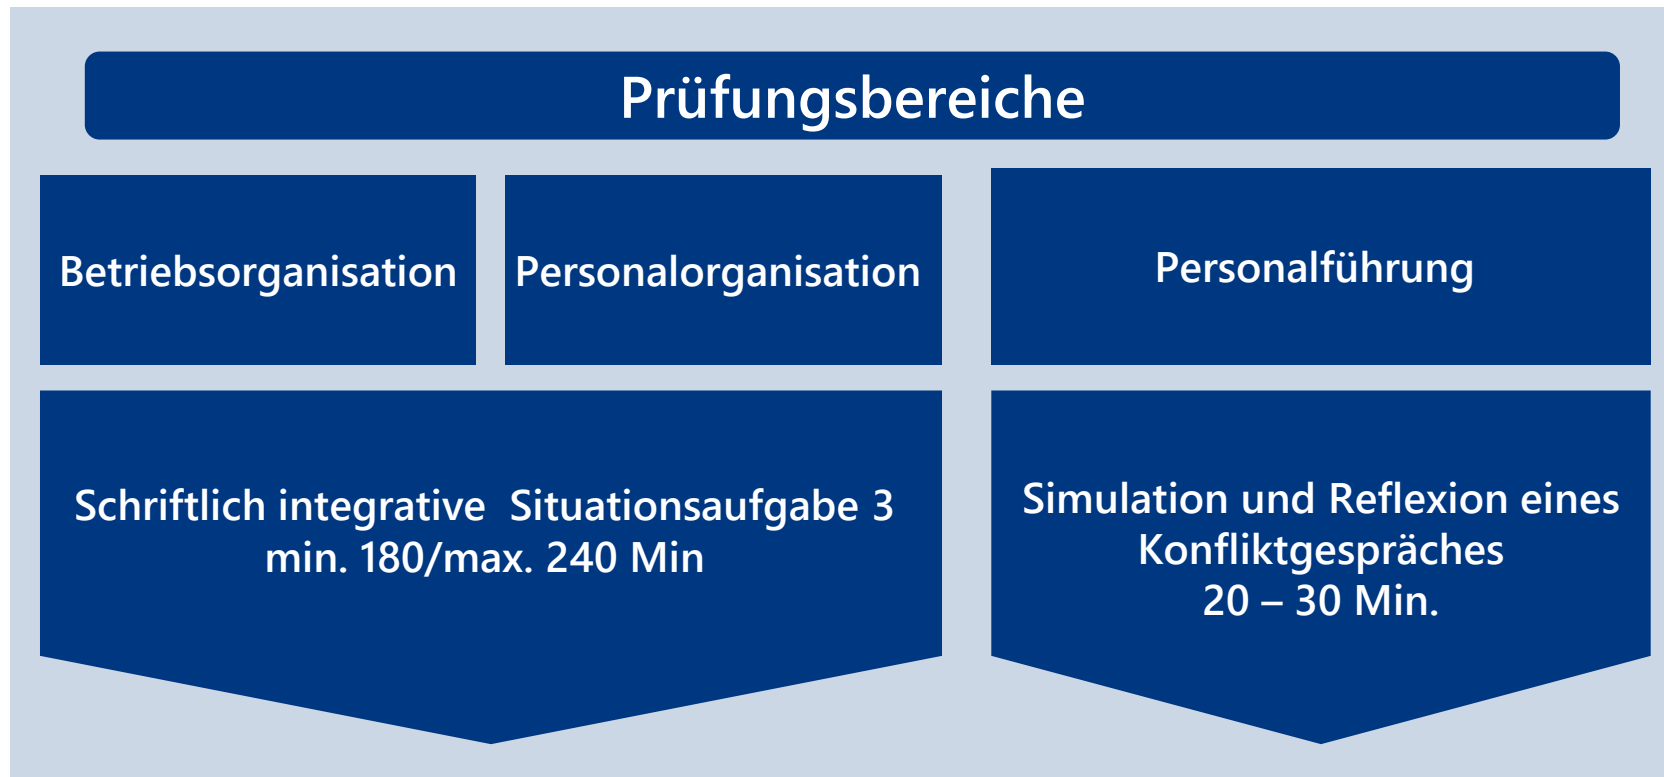 Prüfungsbereiche
Betriebsorganisation
Personalorganisation
Personalführung
Schriftlich integrative  Situationsaufgabe 3
min. 180/max. 240 Min
Simulation und Reflexion eines
Konfliktgespräches
20 – 30 Min.